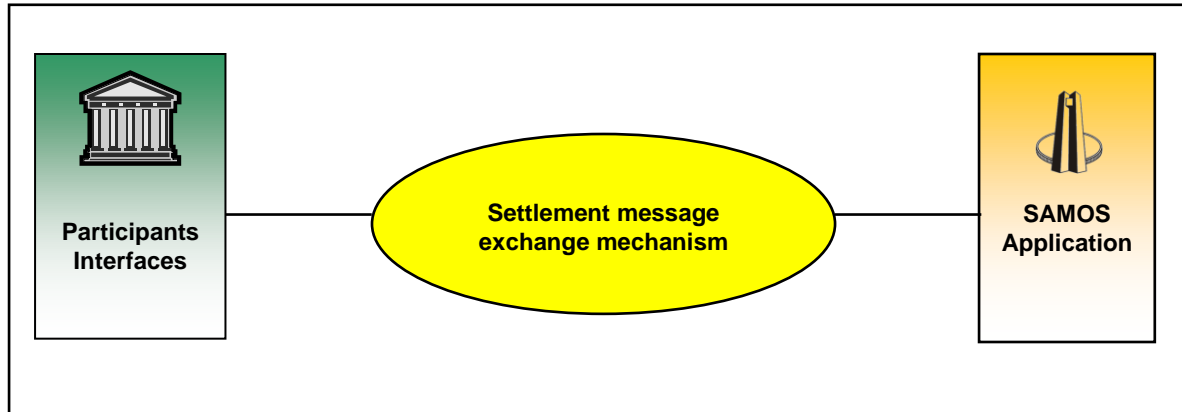 Participants
Interfaces
Settlement message
exchange mechanism
SAMOS
Application